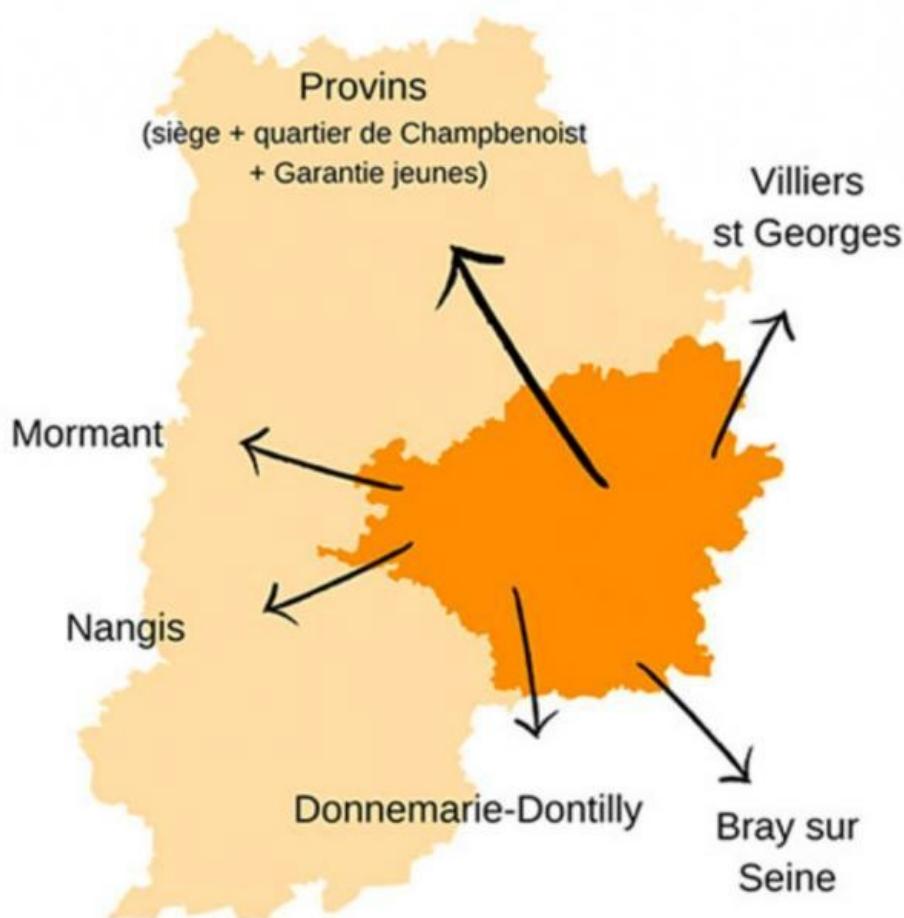 Provins
(siège + quartier de Champbenoist
+ Garantie jeunes)
Villiers
st Georges
Mormant
Nangis
Donnemarie-Dontilly
Bray sur
Seine